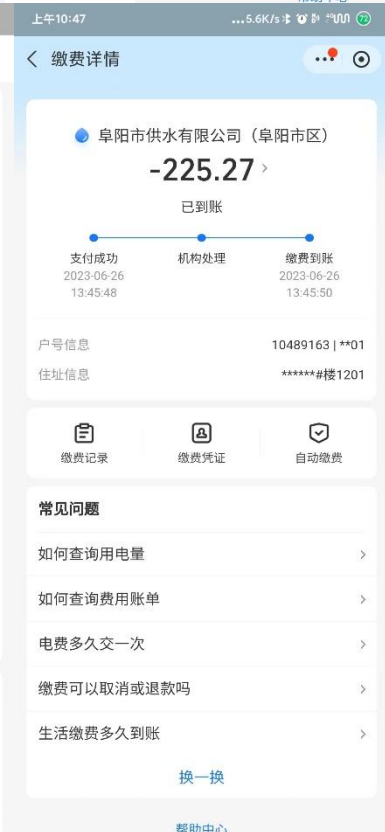 上午10:47
...5.6K/s
72
缴费详情
阜阳市供水有限公司（阜阳市区）
-225.27
已到账
支付成功 机构处理 缴费到账
2023-06-26 2023-06-26
13:45:48 13:45:50
户号信息 10489163 | **01
住址信息 ******#楼1201
缴费记录 缴费凭证 自动缴费
常见问题
如何查询用电量
如何查询费用账单
电费多久交一次
缴费可以取消或退款吗
生活缴费多久到账
换一换
帮助中心